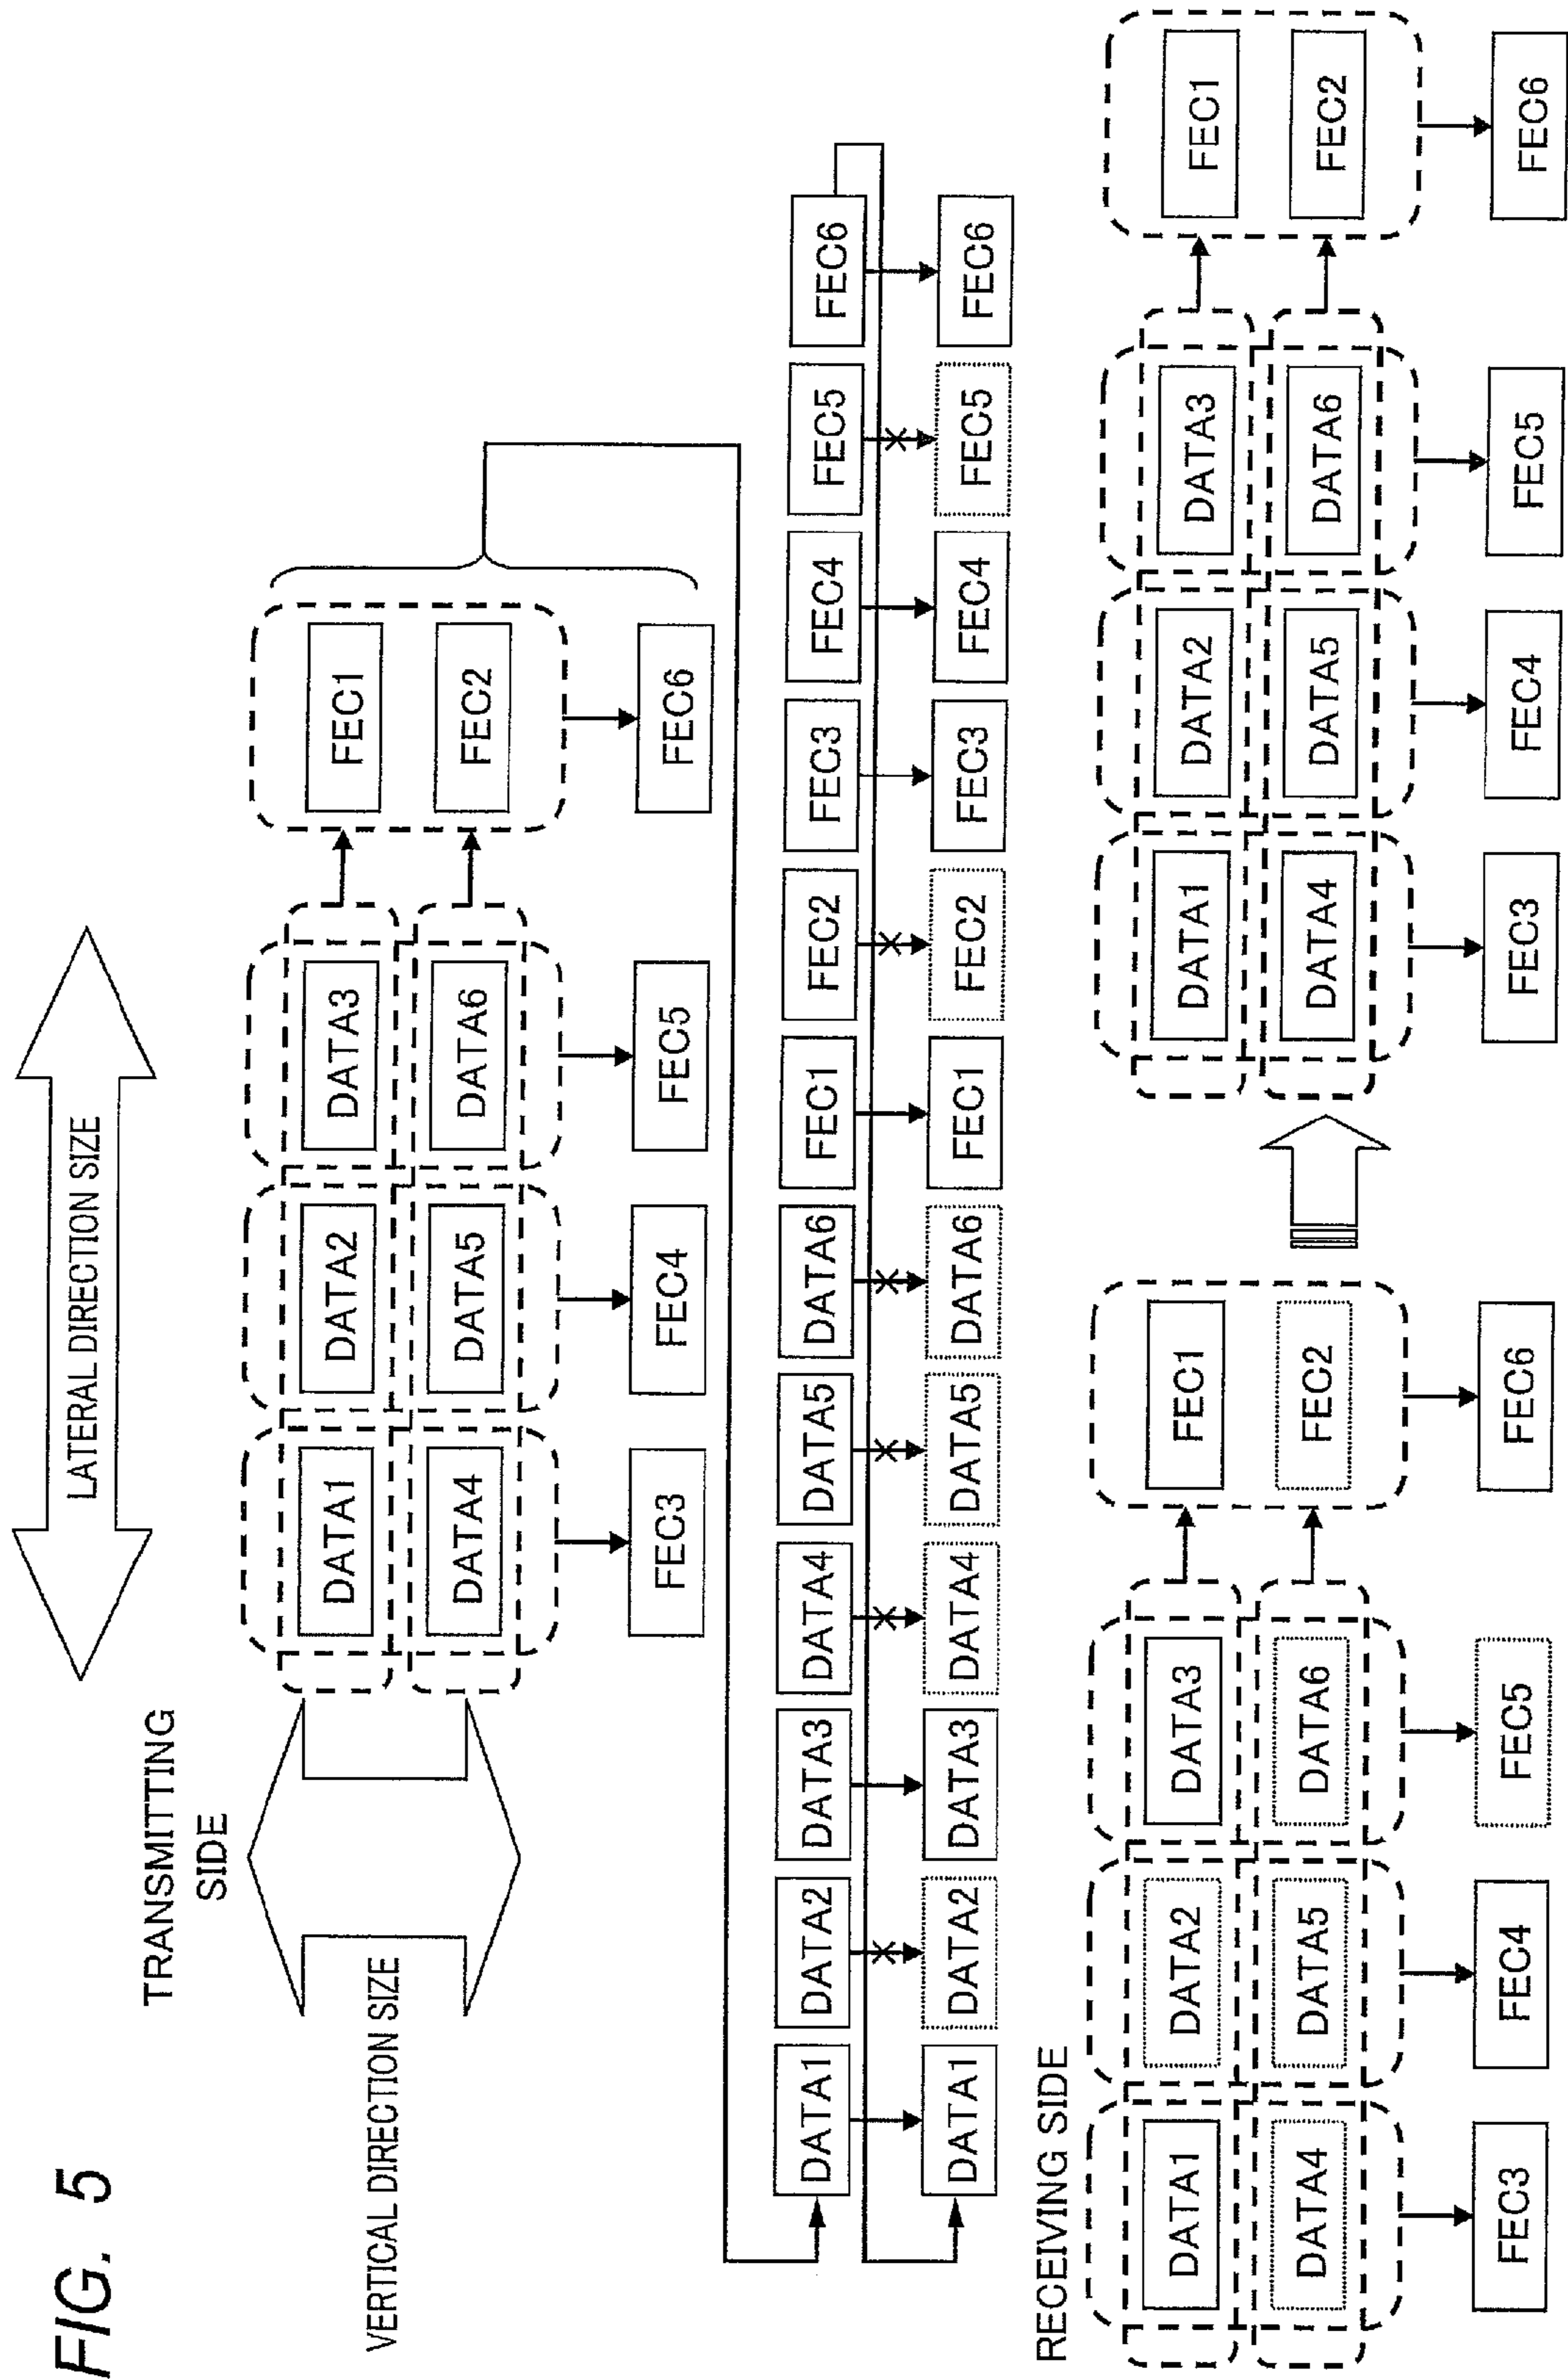 FIG. 5
LATERAL DIRECTION SIZE
TRANSMITTING
SIDE
VERTICAL DIRECTION SIZE
DATA1 DATA2 DATA3 FEC1
DATA4 DATA5 DATA6 FEC2
FEC3 FEC4 FEC5 FEC6
DATA1 DATA2 DATA3 DATA4 DATA5 DATA6 FEC1 FEC2 FEC3 FEC4 FEC5 FEC6
DATA1 DATA2 DATA3 DATA4 DATA5 DATA6 FEC1 FEC2 FEC3 FEC4 FEC5 FEC6
RECEIVING SIDE
DATA1 DATA2 DATA3 FEC1 DATA1 DATA2 DATA3 FEC1
DATA4 DATA5 DATA6 FEC2 DATA4 DATA5 DATA6 FEC2
FEC3 FEC4 FEC5 FEC6 FEC3 FEC4 FEC5 FEC6